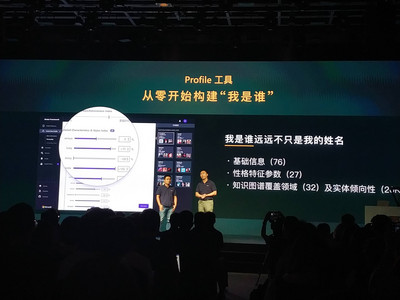 Profile 工具
从零开始构建“我是谁”
我是谁远远不只是我的姓名
• 基础信息（76）
• 性格特征参数（27）
• 知识图谱覆盖领域（32）及实体倾向性（2